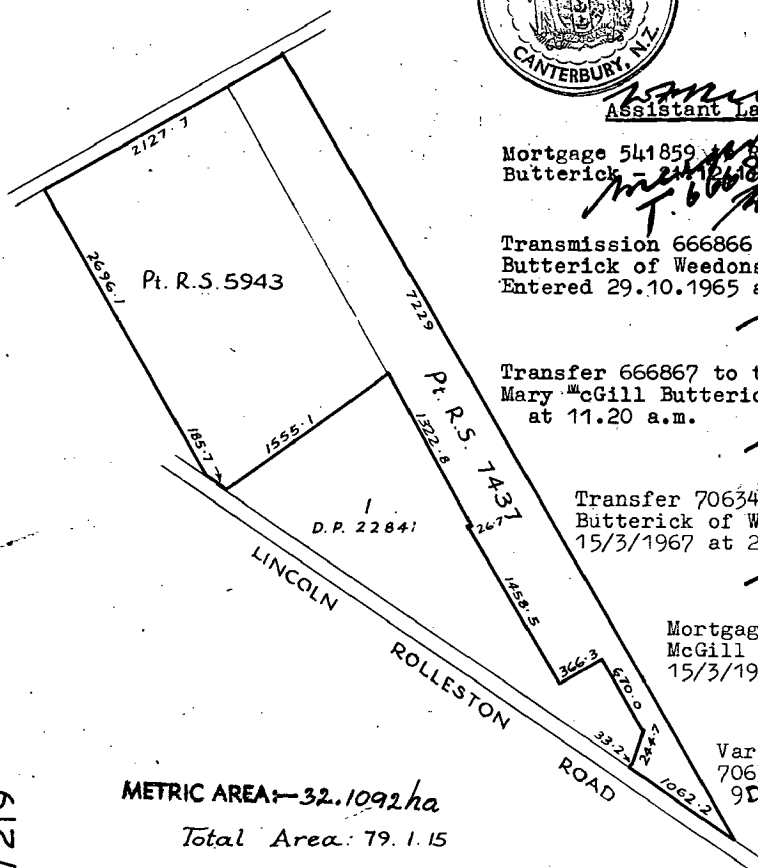 CANTERBURY, N.Z.
Assistant La
Mortgage 541859
Butterick -
T.
Transmission 666866
Butterick of Weedons
Entered 29.10.1965 a
Transfer 666867 to t
Mary McGill Butteric
at 11.20 a.m.
Transfer 70634
Butterick of W
15/3/1967 at 2
Mortgag
McGill
15/3/19
Var
706
9D
2127.7
2696.1
Pt. R.S. 5943
7229
Pt. R.S. 7437
185.7
1555.1
1322.8
1
D.P. 22841
26.7
1458.5
366.3
670.0
244.7
33.2
1062.2
LINCOLN
ROLLESTON
ROAD
METRIC AREA:- 32.1092ha
Total Area: 79.1.15
/219